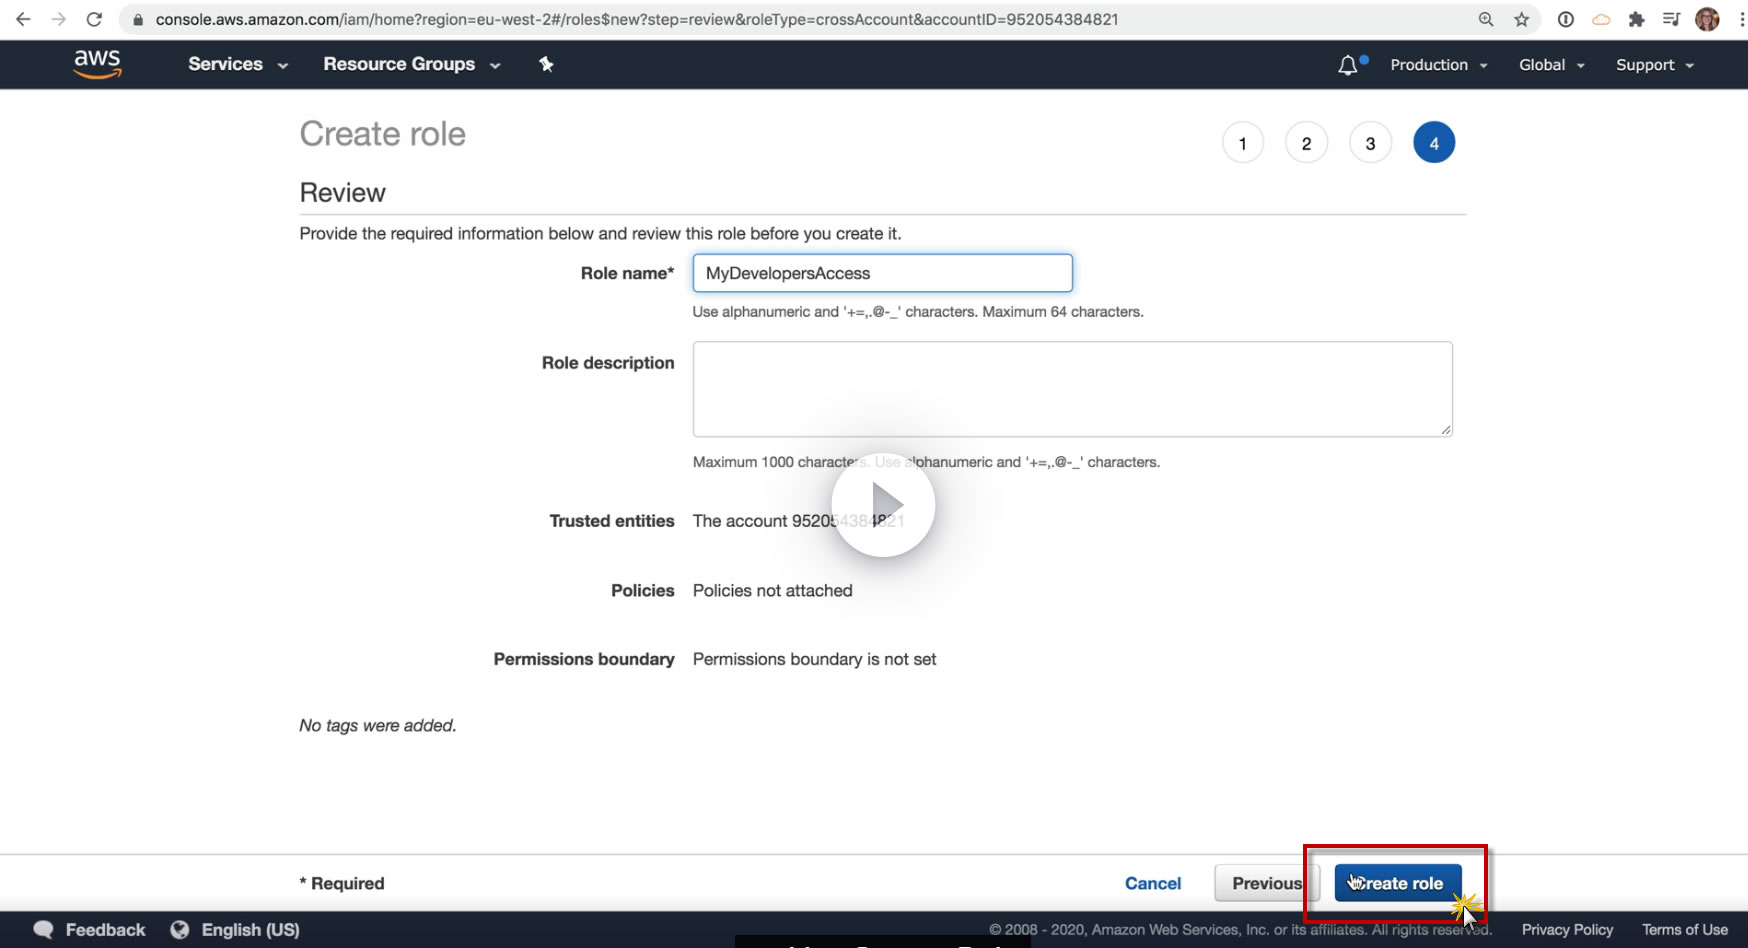 console.aws.amazon.com/iam/home?region=eu-west-2#/roles$new?step=review&roleType=crossAccount&accountID=952054384821
aws Services Resource Groups Production Global Support
Create role 1 2 3 4
Review
Provide the required information below and review this role before you create it.
Role name* MyDevelopersAccess
Use alphanumeric and '+=,.@-_' characters. Maximum 64 characters.
Role description
Maximum 1000 characters. Use alphanumeric and '+=,.@-_' characters.
Trusted entities The account 952054384821
Policies Policies not attached
Permissions boundary Permissions boundary is not set
No tags were added.
* Required Cancel Previous Create role
Feedback English (US) © 2008 - 2020, Amazon Web Services, Inc. or its affiliates. All rights reserved. Privacy Policy Terms of Use